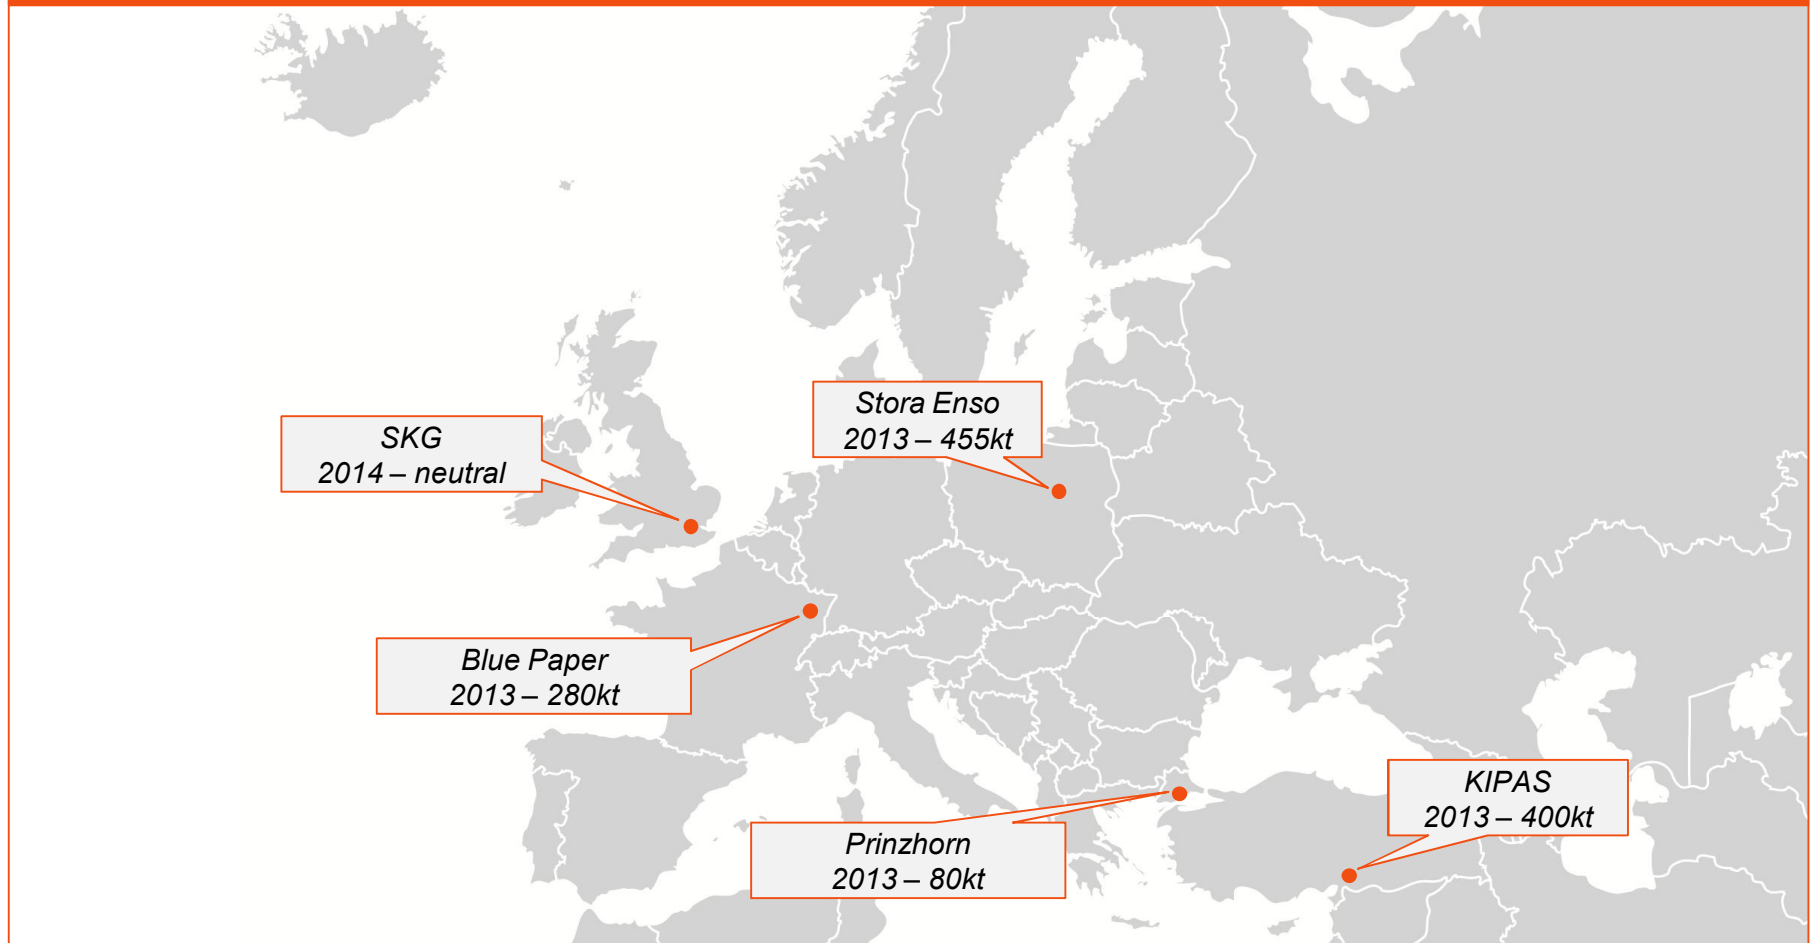 Stora Enso
2013 – 455kt
SKG
2014 – neutral
Blue Paper
2013 – 280kt
KIPAS
2013 – 400kt
Prinzhorn
2013 – 80kt